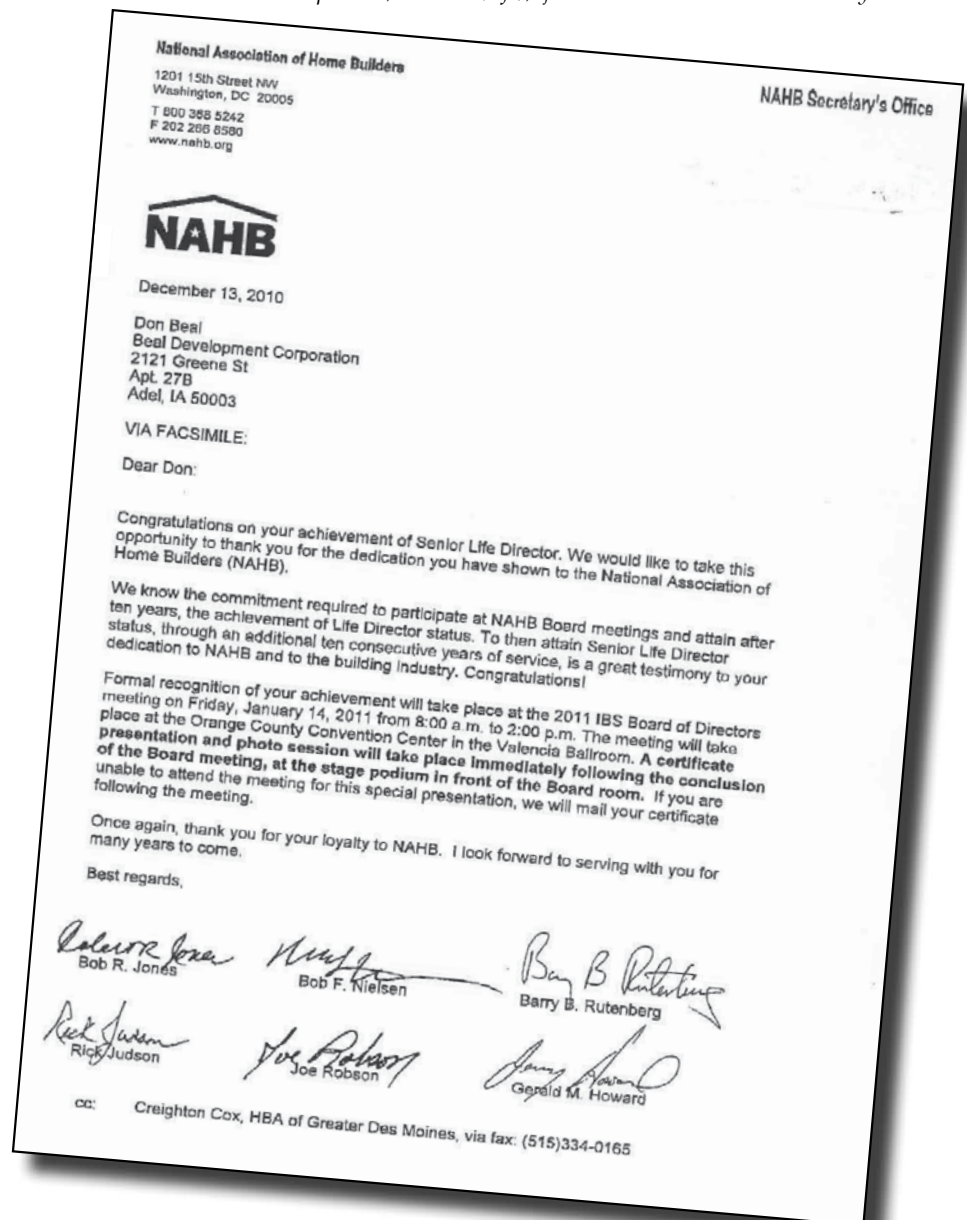 National Association of Home Builders
NAHB Secretary's Office
1201 15th Street NW
Washington, DC 20005
T 800 368 5242
F 202 266 8580
www.nahb.org
NAHB
December 13, 2010
Don Beal
Beal Development Corporation
2121 Greene St
Apt. 27B
Adel, IA 50003
VIA FACSIMILE:
Dear Don:
Congratulations on your achievement of Senior Life Director. We would like to take this
opportunity to thank you for the dedication you have shown to the National Association of
Home Builders (NAHB).
We know the commitment required to participate at NAHB Board meetings and attain after
ten years, the achievement of Life Director status. To then attain Senior Life Director
status, through an additional ten consecutive years of service, is a great testimony to your
dedication to NAHB and to the building industry. Congratulations!
Formal recognition of your achievement will take place at the 2011 IBS Board of Directors
meeting on Friday, January 14, 2011 from 8:00 a.m. to 2:00 p.m. The meeting will take
place at the Orange County Convention Center in the Valencia Ballroom. A certificate
presentation and photo session will take place immediately following the conclusion
of the Board meeting, at the stage podium in front of the Board room. If you are
unable to attend the meeting for this special presentation, we will mail your certificate
following the meeting.
Once again, thank you for your loyalty to NAHB. I look forward to serving with you for
many years to come.
Best regards,
Bob R. Jones
Bob F. Nielsen
Barry B Rutenberg
Barry B. Rutenberg
Rick Judson
Rick Judson
Joe Robson
Joe Robson
Gerald M. Howard
cc: Creighton Cox, HBA of Greater Des Moines, via fax: (515)334-0165